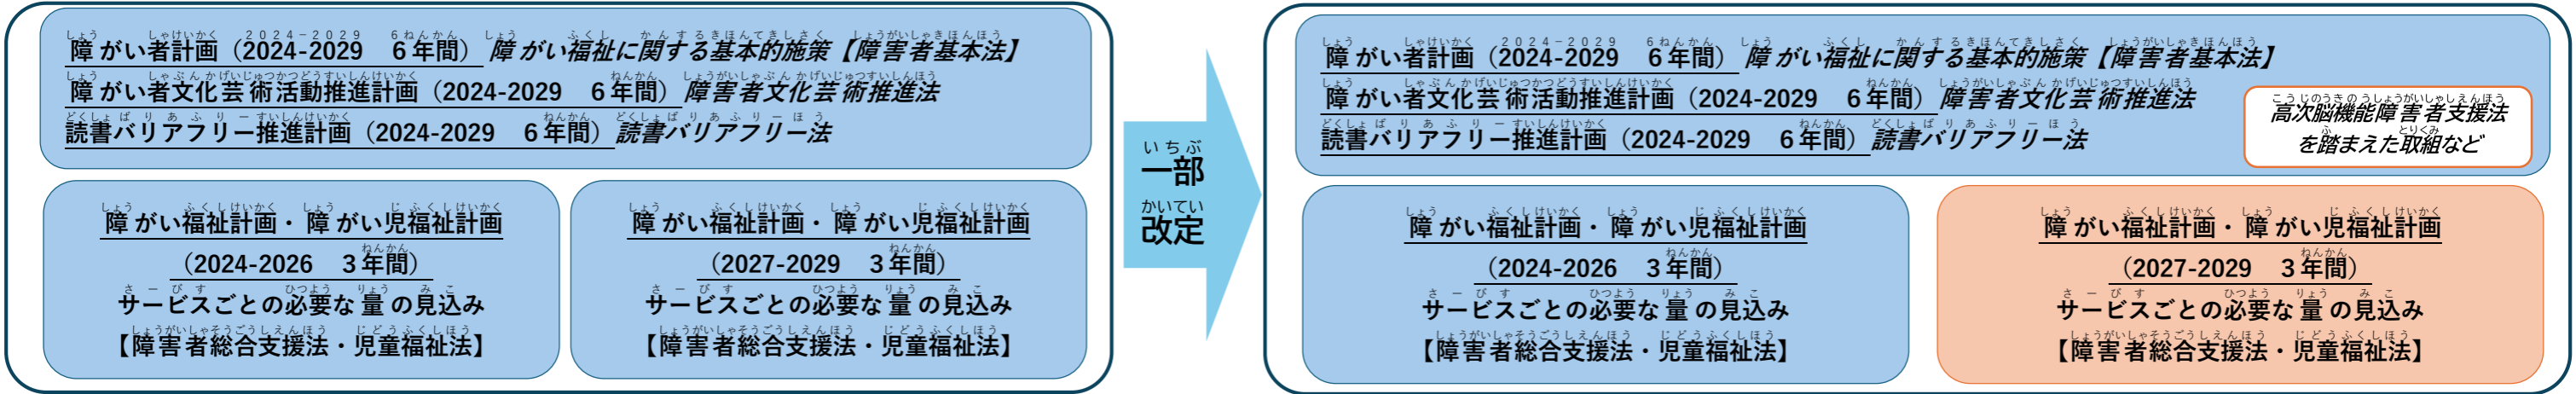 障がい者計画（2024-2029　６年間）障がい福祉に関する基本的施策【障害者基本法】
障がい者文化芸術活動推進計画（2024-2029　６年間）障害者文化芸術推進法
読書バリアフリー推進計画（2024-2029　６年間）読書バリアフリー法
障がい福祉計画・障がい児福祉計画
（2024-2026　３年間）
サービスごとの必要な量の見込み
【障害者総合支援法・児童福祉法】
障がい福祉計画・障がい児福祉計画
（2027-2029　３年間）
サービスごとの必要な量の見込み
【障害者総合支援法・児童福祉法】
一部
改定
障がい者計画（2024-2029　６年間）障がい福祉に関する基本的施策【障害者基本法】
障がい者文化芸術活動推進計画（2024-2029　６年間）障害者文化芸術推進法
読書バリアフリー推進計画（2024-2029　６年間）読書バリアフリー法
高次脳機能障害者支援法
を踏まえた取組など
障がい福祉計画・障がい児福祉計画
（2024-2026　３年間）
サービスごとの必要な量の見込み
【障害者総合支援法・児童福祉法】
障がい福祉計画・障がい児福祉計画
（2027-2029　３年間）
サービスごとの必要な量の見込み
【障害者総合支援法・児童福祉法】